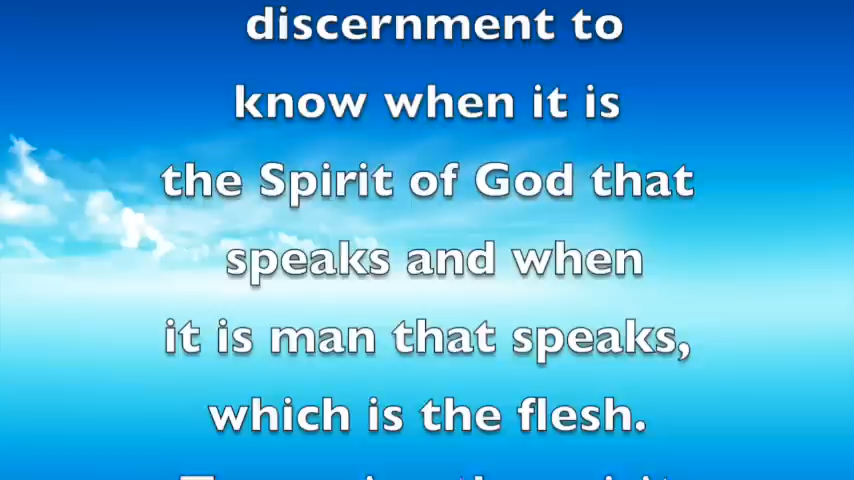 discernment to
know when it is
the Spirit of God that
speaks and when
it is man that speaks,
which is the flesh.